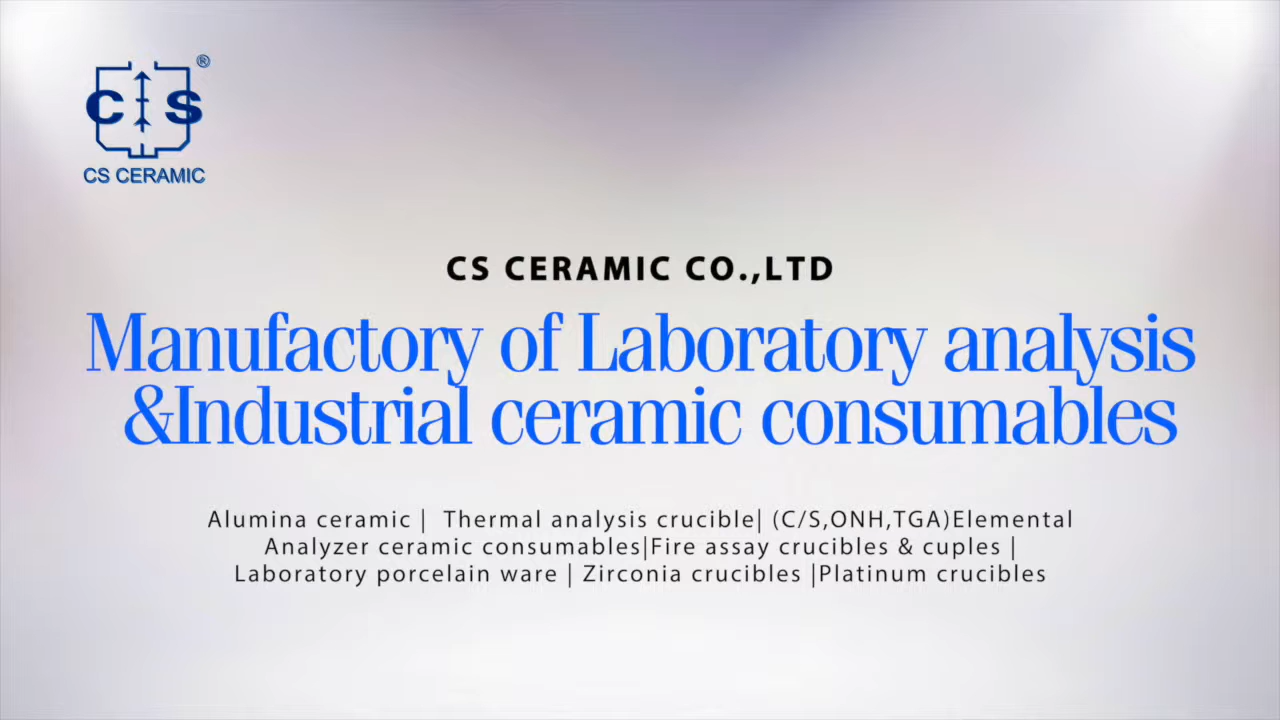 CS
®
CS CERAMIC
CS CERAMIC CO.,LTD
Manufactory of Laboratory analysis
&Industrial ceramic consumables
Alumina ceramic | Thermal analysis crucible| (C/S,ONH,TGA)Elemental
Analyzer ceramic consumables|Fire assay crucibles & cuples |
Laboratory porcelain ware | Zirconia crucibles |Platinum crucibles